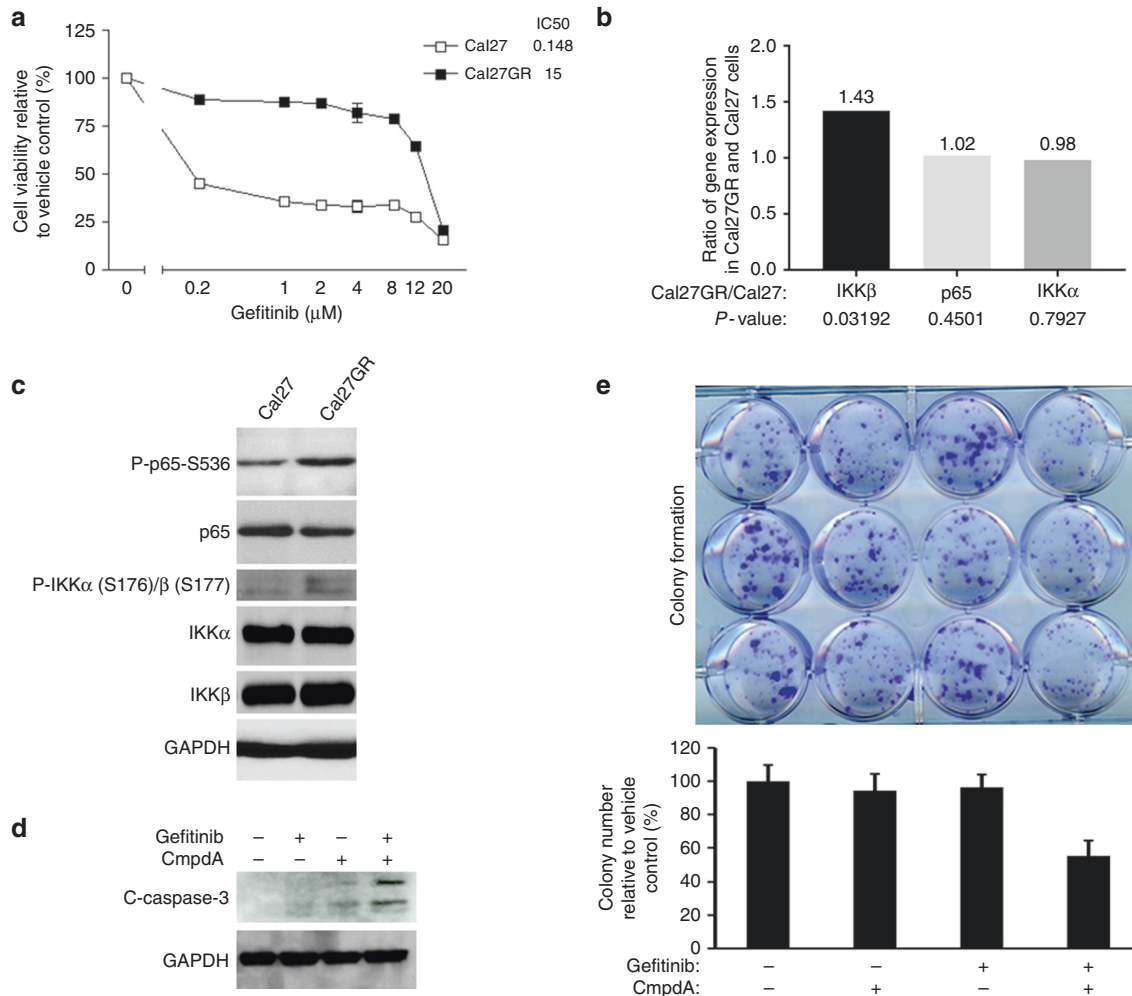 a
IC50
Cal27 0.148
Cal27GR 15
Cell viability relative
to vehicle control (%)
125
100
75
50
25
0
0 0.2 1 2 4 8 12 20
Gefitinib (μM)
b
Ratio of gene expression
in Cal27GR and Cal27 cells
2.0
1.5
1.0
0.5
0.0
1.43
1.02
0.98
Cal27GR/Cal27: IKKβ p65 IKKα
P-value: 0.03192 0.4501 0.7927
c
Cal27 Cal27GR
P-p65-S536
p65
P-IKKα (S176)/β (S177)
IKKα
IKKβ
GAPDH
d
Gefitinib – + – +
CmpdA – – + +
C-caspase-3
GAPDH
e
Colony formation
Colony number
relative to vehicle
control (%)
120
100
80
60
40
20
0
Gefitinib: – – + +
CmpdA: – + – +